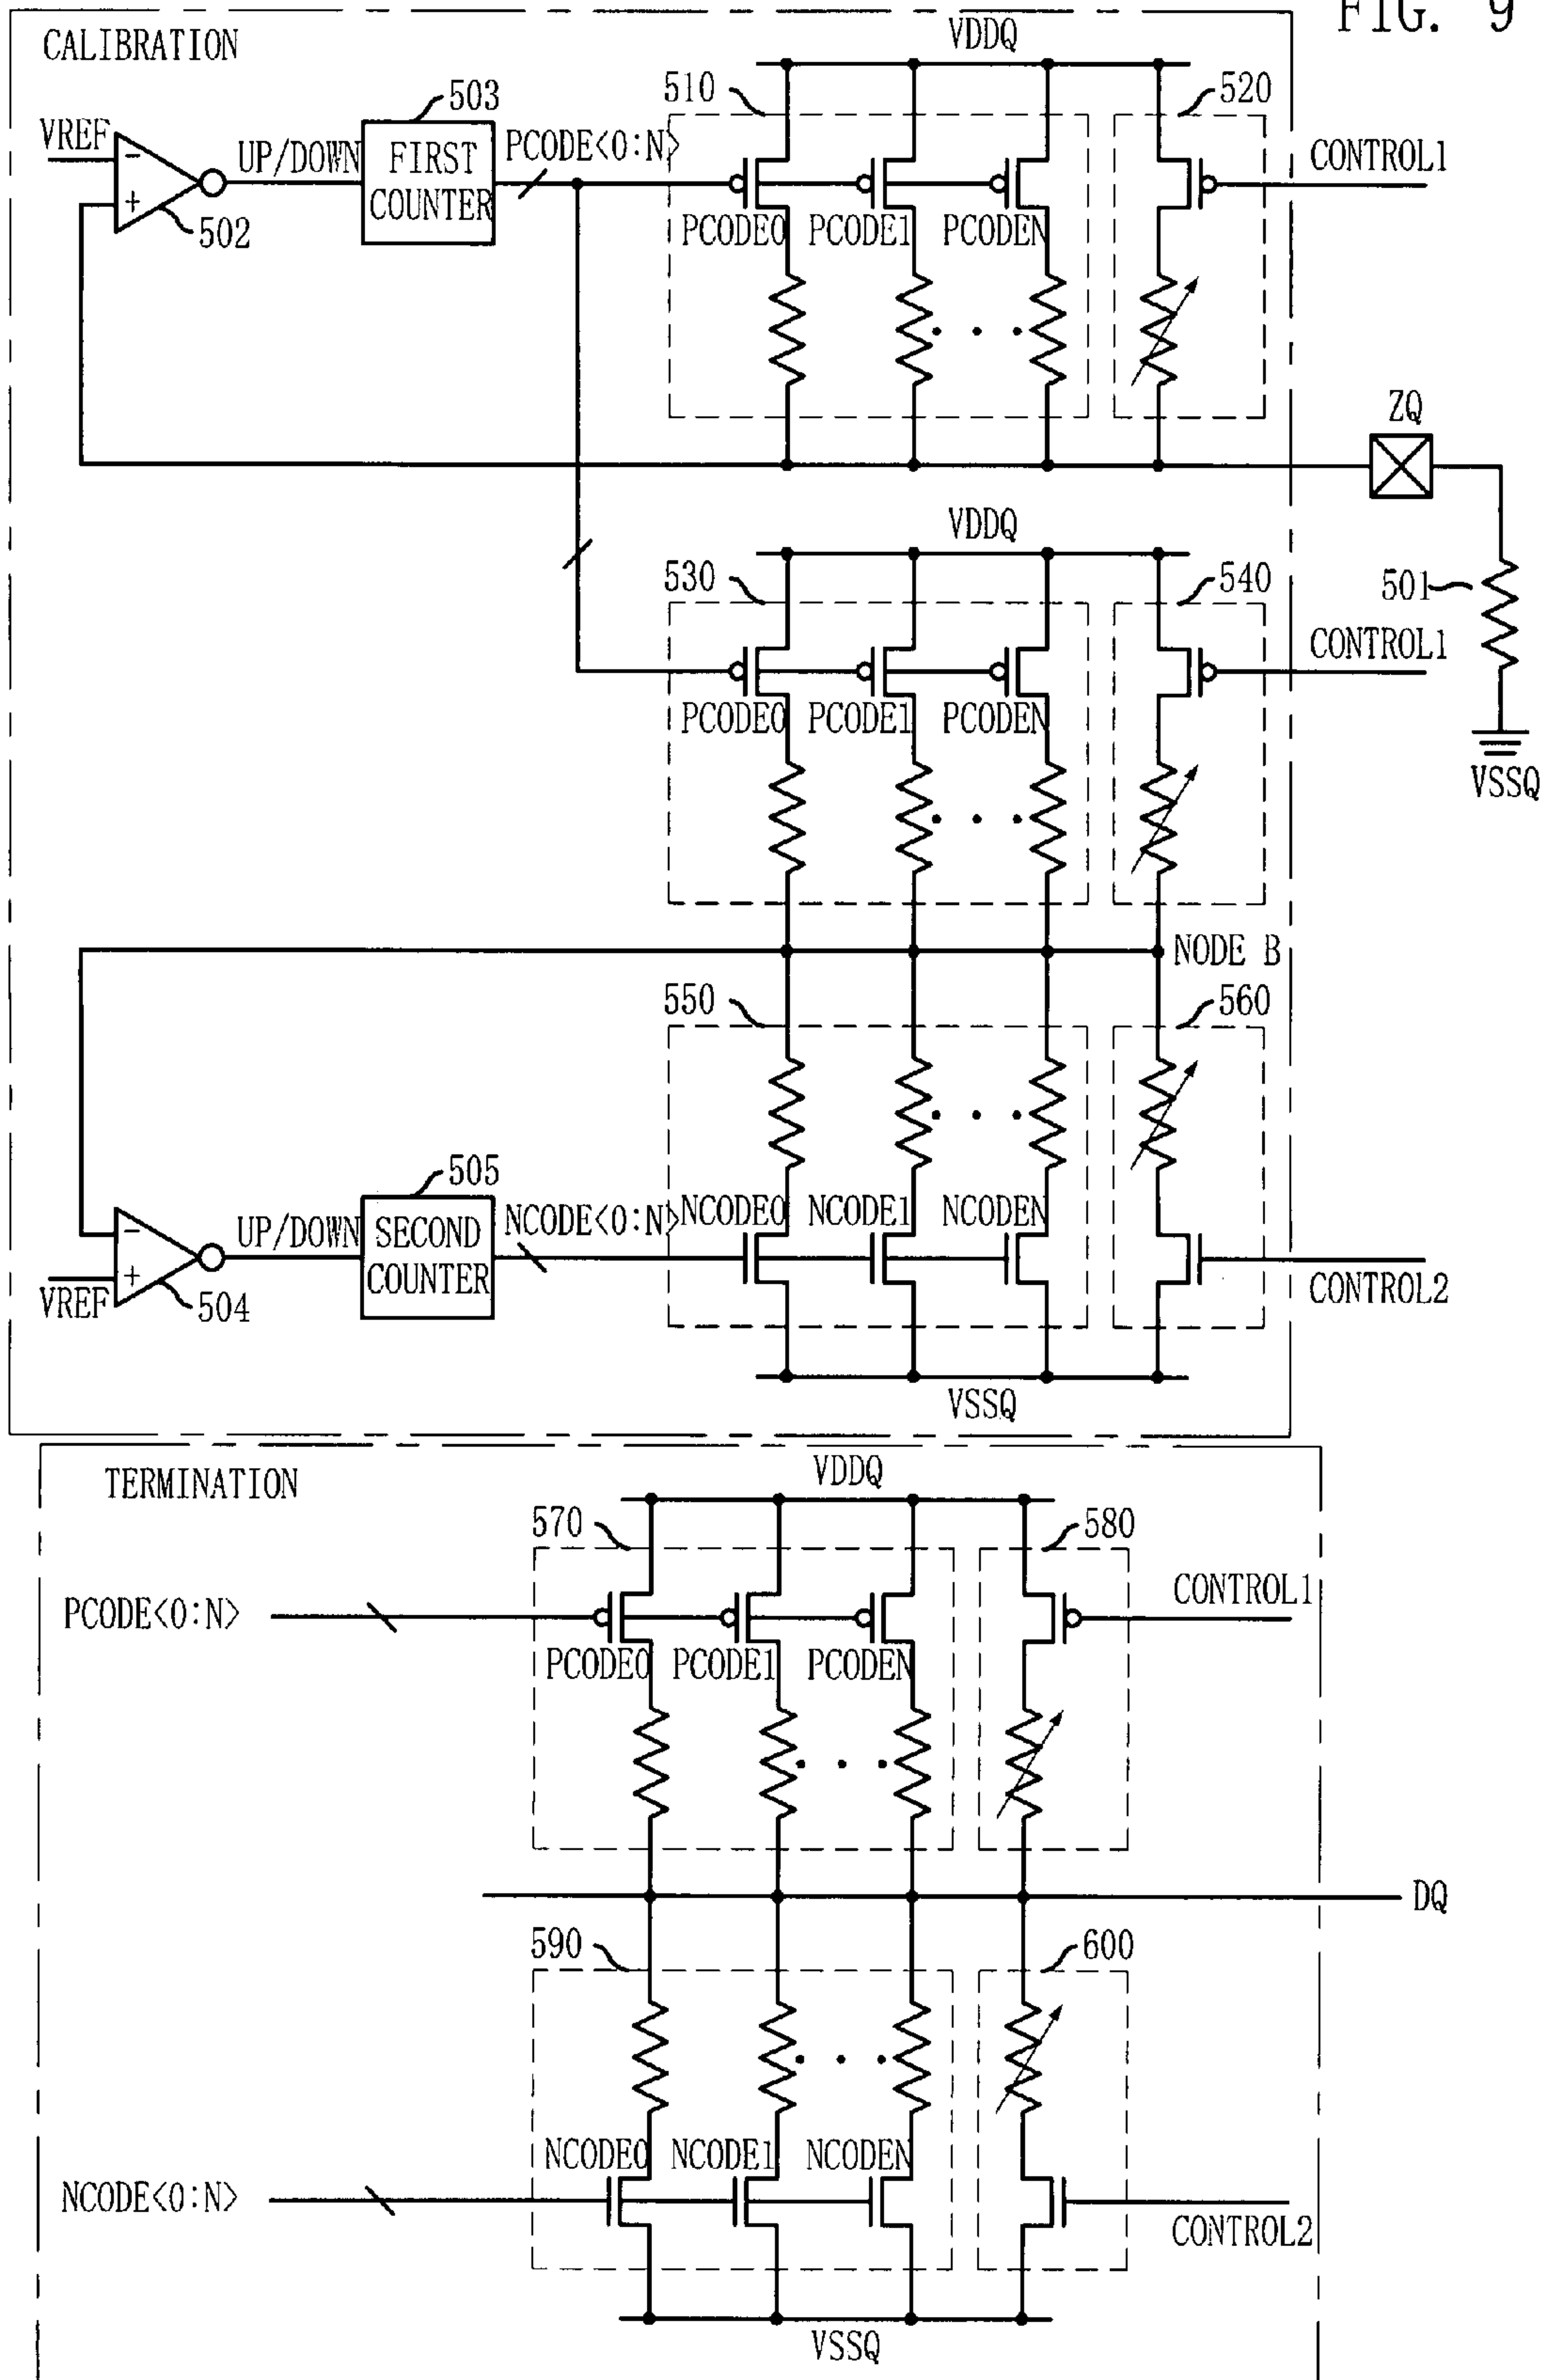 FIG. 9
CALIBRATION
VDDQ
503
510
520
VREF
UP/DOWN
FIRST
COUNTER
PCODE<0:N>
CONTROL1
-
+
502
PCODE0
PCODE1
PCODEN
ZQ
VDDQ
530
540
501
CONTROL1
PCODE0
PCODE1
PCODEN
VSSQ
NODE B
550
560
505
-
+
UP/DOWN
SECOND
COUNTER
NCODE<0:N>
NCODE0
NCODE1
NCODEN
VREF
504
CONTROL2
VSSQ
TERMINATION
VDDQ
570
580
PCODE<0:N>
CONTROL1
PCODE0
PCODE1
PCODEN
DQ
590
600
NCODE0
NCODE1
NCODEN
NCODE<0:N>
CONTROL2
VSSQ